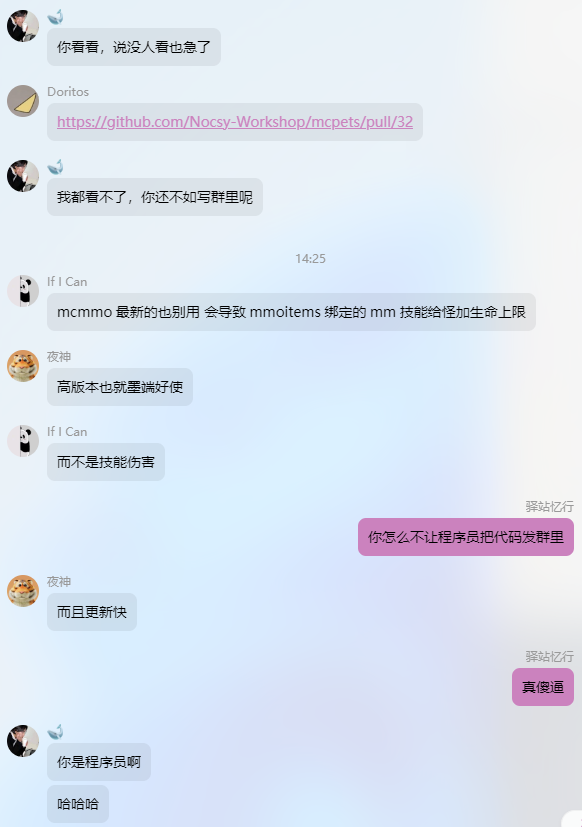 你看看，说没人看也急了
Doritos
https://github.com/Nocsy-Workshop/mcpets/pull/32
我都看不了，你还不如写群里呢
14:25
If I Can
mcmmo 最新的也别用 会导致 mmoitems 绑定的 mm 技能给怪加生命上限
夜神
高版本也就墨端好使
If I Can
而不是技能伤害
驿站忆行
你怎么不让程序员把代码发群里
夜神
而且更新快
驿站忆行
真傻逼
你是程序员啊
哈哈哈